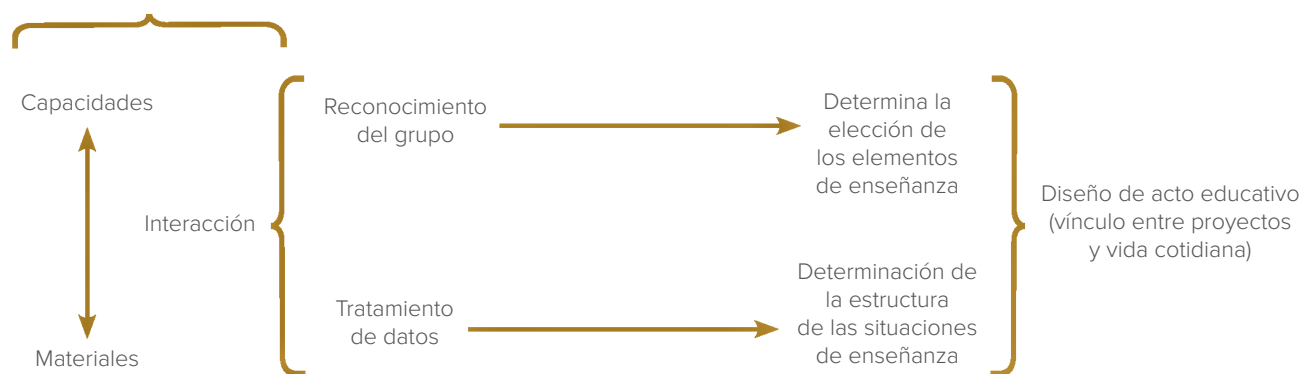 Capacidades
Materiales
Interacción
Reconocimiento
del grupo
Tratamiento
de datos
Determina la
elección de
los elementos
de enseñanza
Determinación de
la estructura
de las situaciones
de enseñanza
Diseño de acto educativo
(vínculo entre proyectos
y vida cotidiana)